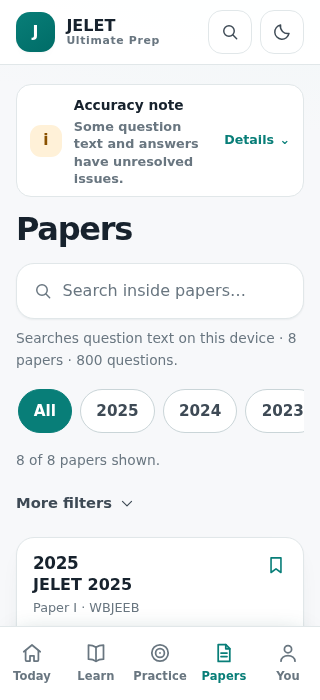 J
JELET
Ultimate Prep
Accuracy note
i
Some question
text and answers
have unresolved
issues.
Details
Papers
Search inside papers...
Searches question text on this device · 8
papers · 800 questions.
All
2025
2024
2023
8 of 8 papers shown.
More filters
2025
JELET 2025
Paper I · WBJEEB
Today
Learn
Practice
Papers
You